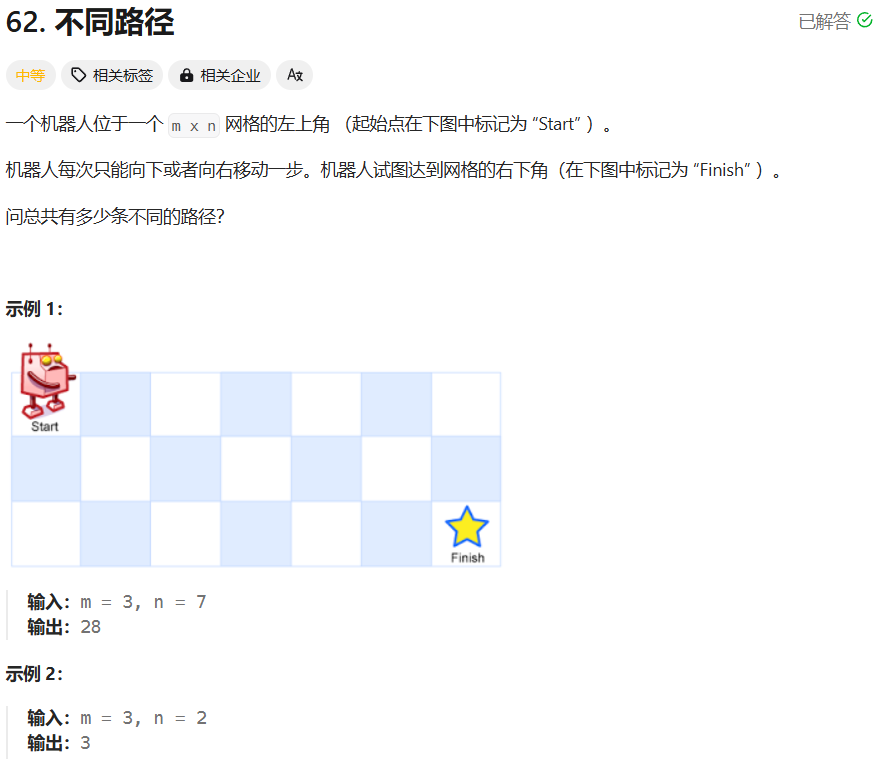 62. 不同路径
已解答
中等
相关标签
相关企业
一个机器人位于一个 m x n 网格的左上角 （起始点在下图中标记为 “Start” ）。
机器人每次只能向下或者向右移动一步。机器人试图达到网格的右下角（在下图中标记为 “Finish” ）。
问总共有多少条不同的路径？
示例 1：
Start
Finish
输入：m = 3, n = 7
输出：28
示例 2：
输入：m = 3, n = 2
输出：3